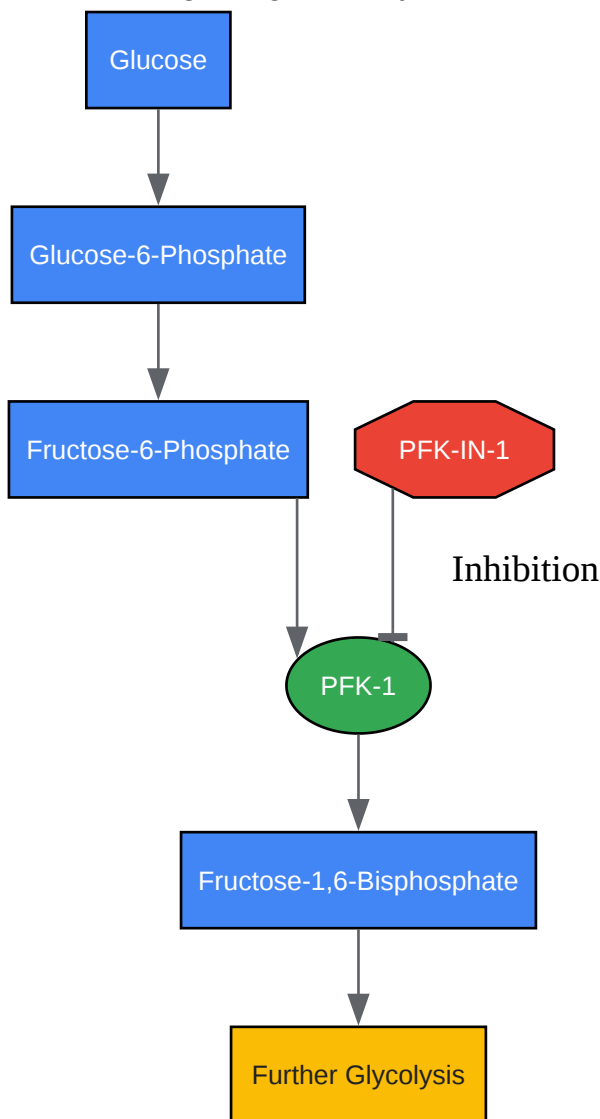 Glucose
Glucose-6-Phosphate
Fructose-6-Phosphate
PFK-IN-1
Inhibition
PFK-1
Fructose-1,6-Bisphosphate
Further Glycolysis